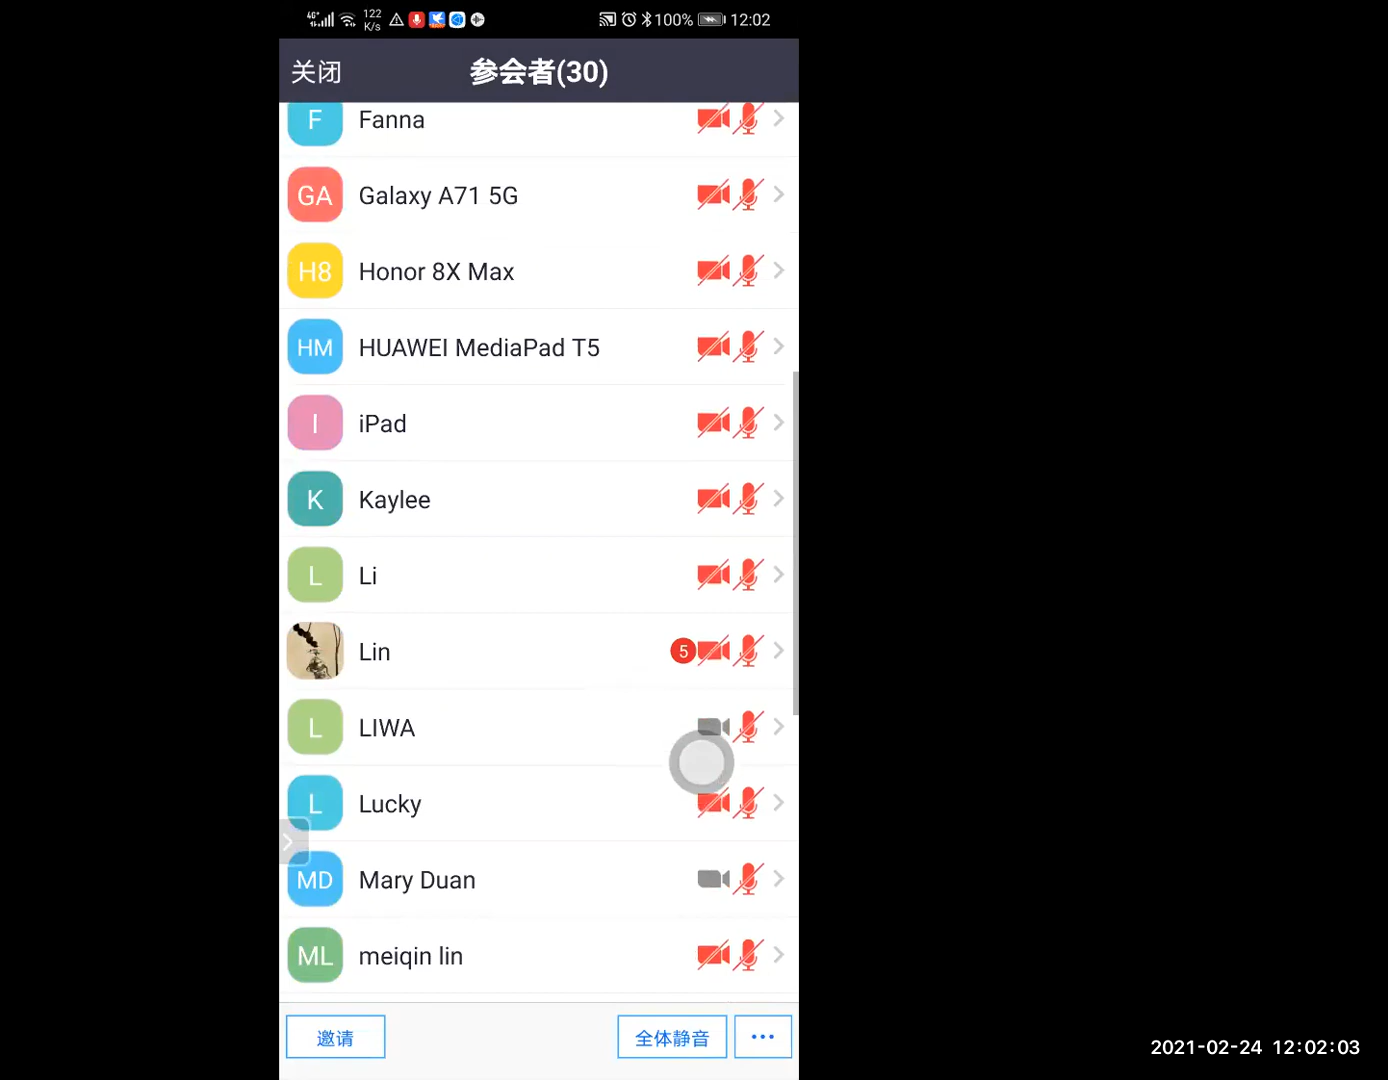 4G 122 K/s 100% 12:02
关闭 参会者(30)
F Fanna
GA Galaxy A71 5G
H8 Honor 8X Max
HM HUAWEI MediaPad T5
I iPad
K Kaylee
L Li
Lin 5
L LIWA
L Lucky
MD Mary Duan
ML meiqin lin
邀请 全体静音 ···
2021-02-24 12:02:03